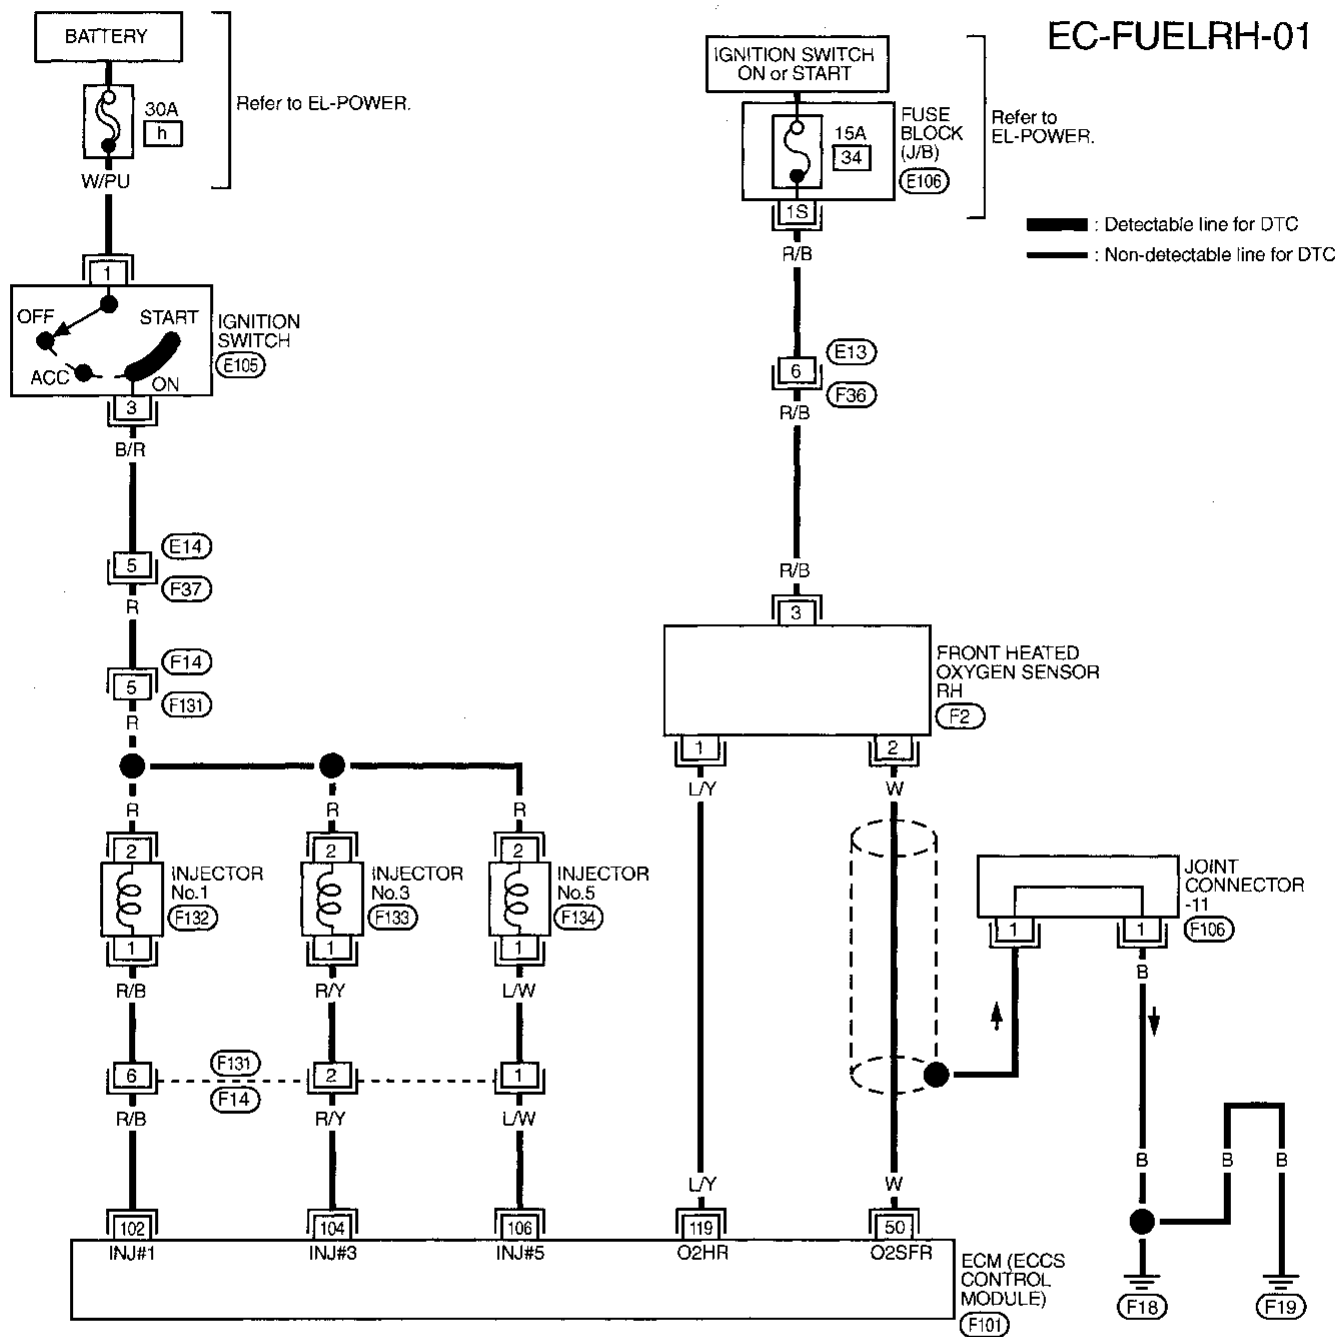 EC-FUELRH-01
BATTERY
30A
h
Refer to EL-POWER.
W/PU
1
OFF
START
ACC
ON
IGNITION
SWITCH
E105
3
B/R
E14
5
F37
R
F14
5
F131
R
R
R
R
2
2
2
INJECTOR
No.1
F132
INJECTOR
No.3
F133
INJECTOR
No.5
F134
1
1
1
R/B
R/Y
L/W
F131
6
2
1
F14
R/B
R/Y
L/W
102
104
106
INJ#1
INJ#3
INJ#5
IGNITION SWITCH
ON or START
15A
34
FUSE
BLOCK
(J/B)
E106
Refer to
EL-POWER.
1S
R/B
E13
6
F36
R/B
R/B
3
FRONT HEATED
OXYGEN SENSOR
RH
F2
1
2
L/Y
W
L/Y
W
119
50
O2HR
O2SFR
ECM (ECCS
CONTROL
MODULE)
F101
: Detectable line for DTC
: Non-detectable line for DTC
JOINT
CONNECTOR
-11
F106
1
1
B
B
B
B
F18
F19